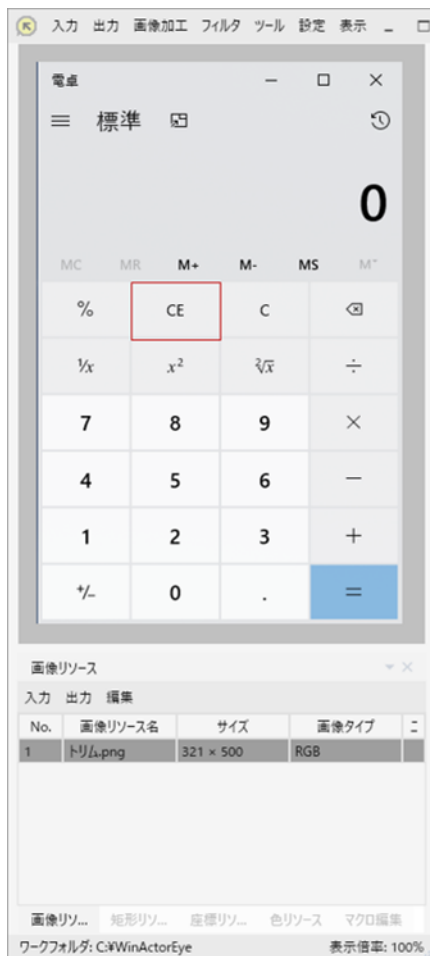 入力 出力 画像加工 フィルタ ツール 設定 表示
電卓
標準
0
MC MR M+ M- MS M˅
% CE C
¹/x x² ²√x ÷
7 8 9 ×
4 5 6 −
1 2 3 +
+/− 0 . =
画像リソース
入力 出力 編集
No. 画像リソース名 サイズ 画像タイプ コ
1 トリム.png 321 × 500 RGB
画像リソ... 矩形リソ... 座標リソ... 色リソース マクロ編集
ワークフォルダ: C:¥WinActorEye 表示倍率: 100%